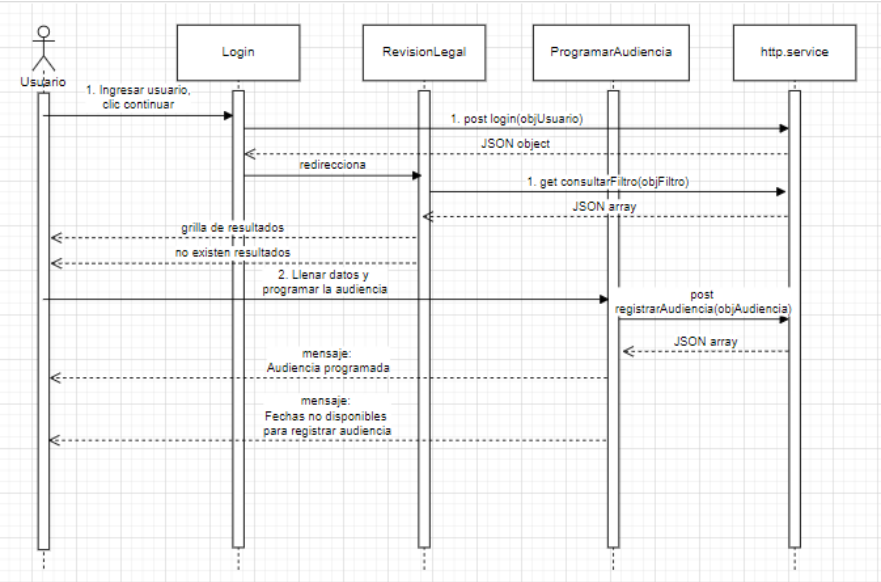 Usuario
Login
RevisionLegal
ProgramarAudiencia
http.service
1. Ingresar usuario,
clic continuar
1. post login(objUsuario)
JSON object
redirecciona
1. get consultarFiltro(objFiltro)
JSON array
grilla de resultados
no existen resultados
2. Llenar datos y
programar la audiencia
post
registrarAudiencia(objAudiencia)
JSON array
mensaje:
Audiencia programada
mensaje:
Fechas no disponibles
para registrar audiencia